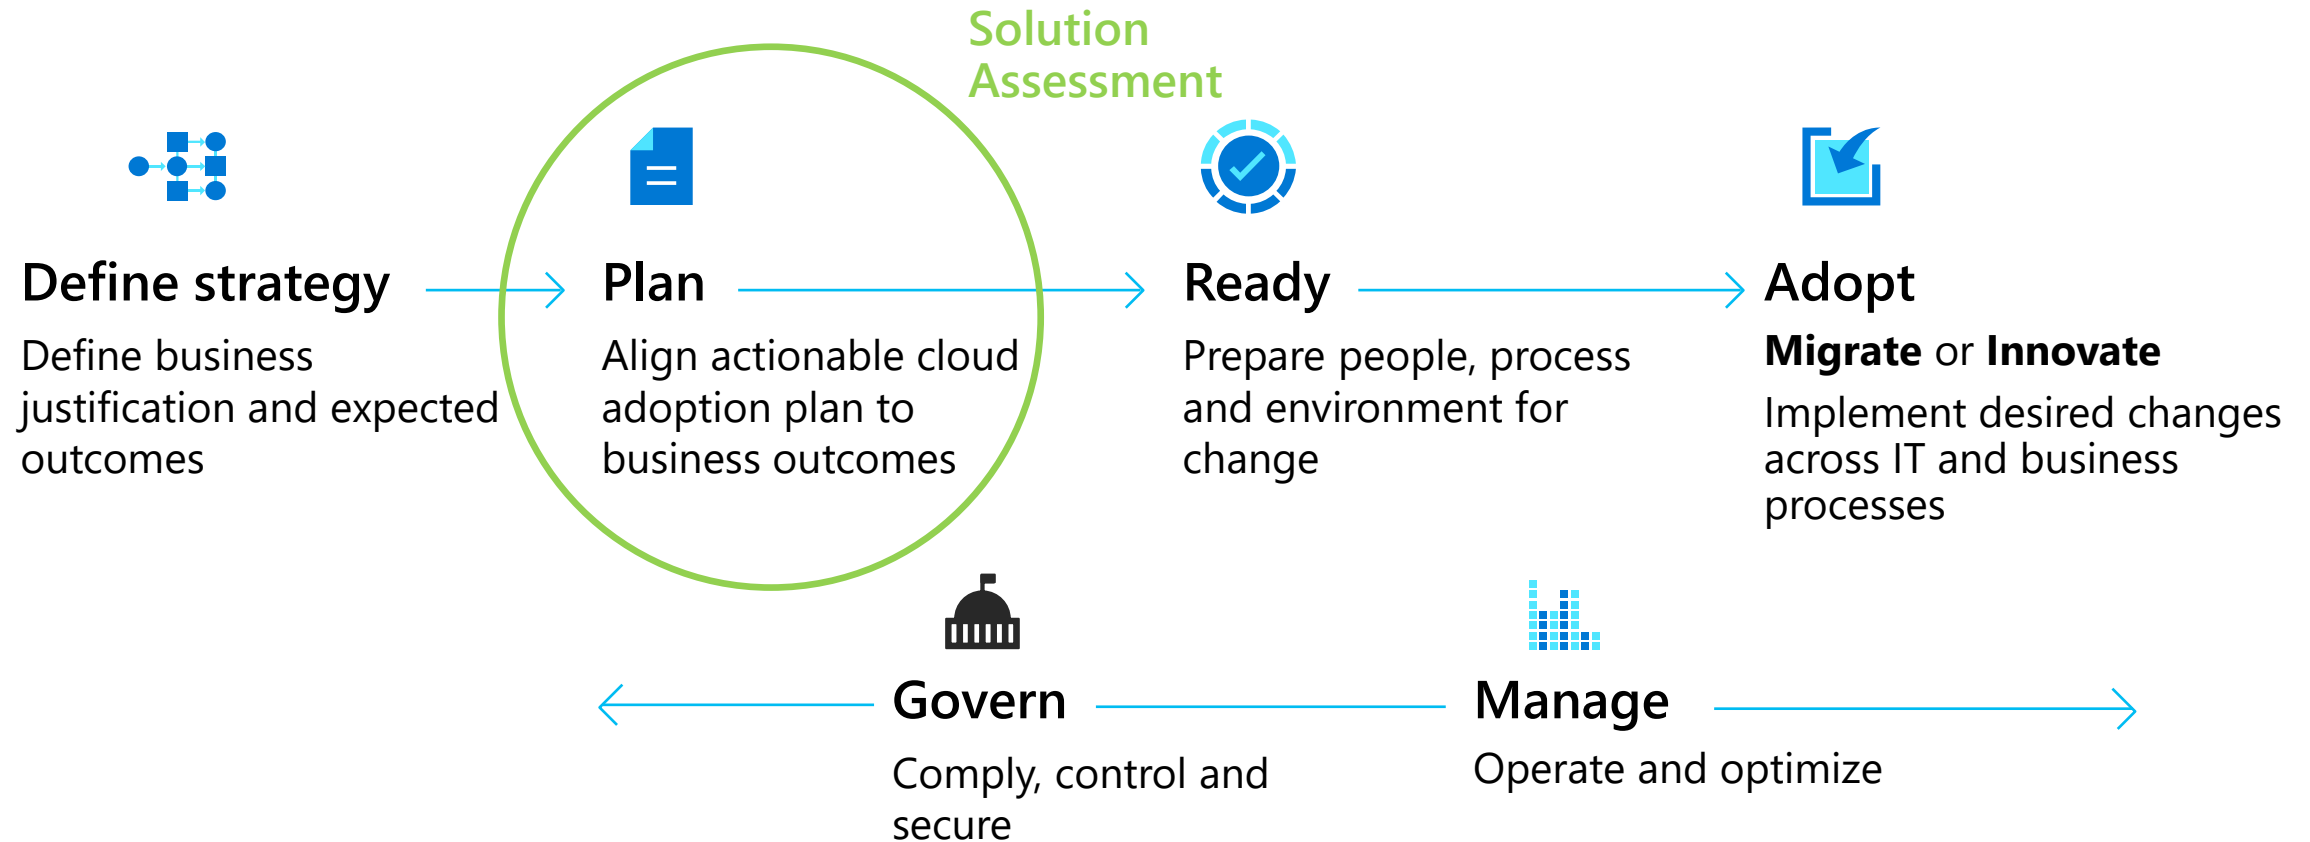 Solution
Assessment
Define strategy
Define business
justification and expected
outcomes
Plan
Align actionable cloud
adoption plan to
business outcomes
Ready
Prepare people, process
and environment for
change
Adopt
Migrate or Innovate
Implement desired changes
across IT and business
processes
Govern
Comply, control and
secure
Manage
Operate and optimize